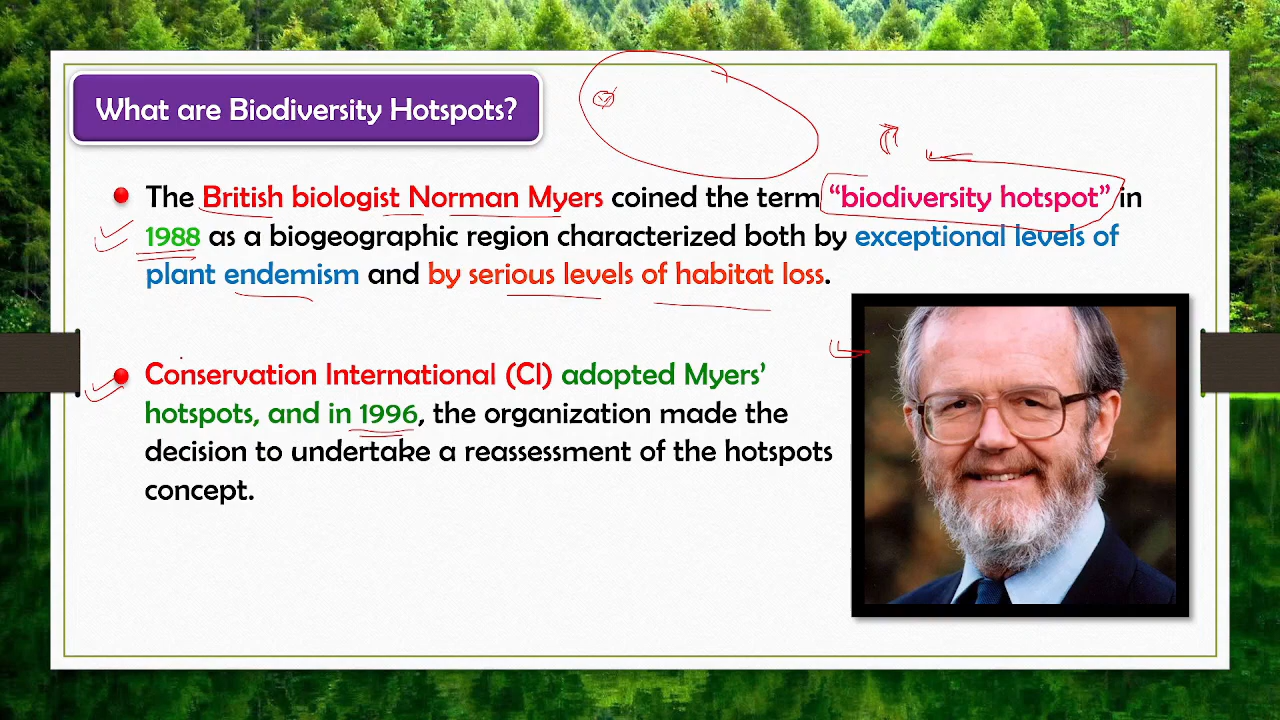 What are Biodiversity Hotspots?
The British biologist Norman Myers coined the term “biodiversity hotspot” in
1988 as a biogeographic region characterized both by exceptional levels of
plant endemism and by serious levels of habitat loss.
Conservation International (CI) adopted Myers’
hotspots, and in 1996, the organization made the
decision to undertake a reassessment of the hotspots
concept.